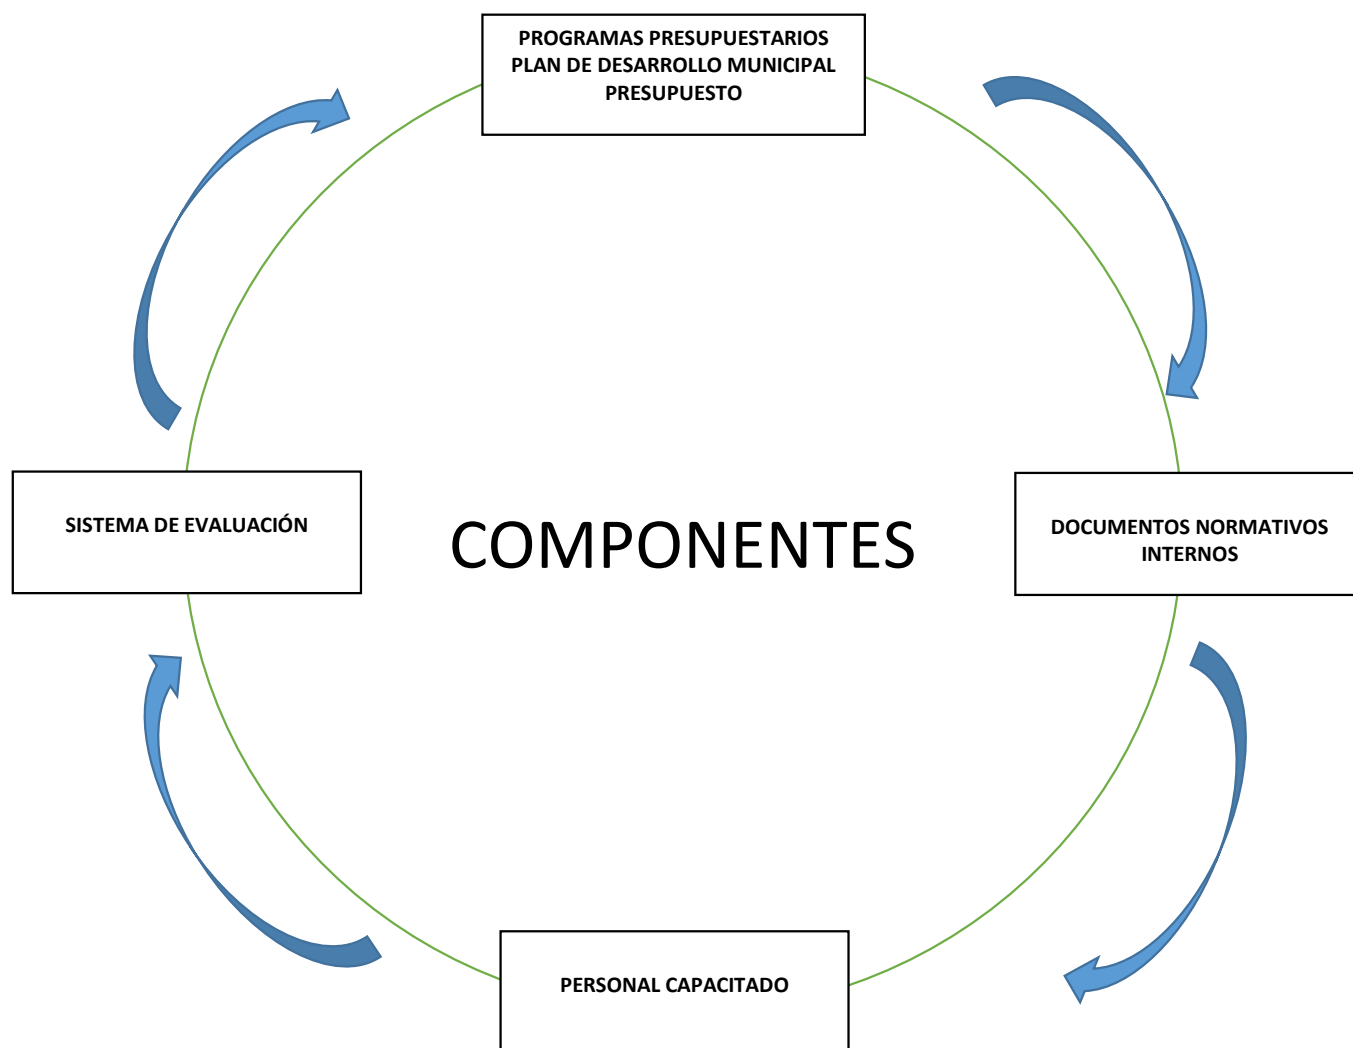 PROGRAMAS PRESUPUESTARIOS
PLAN DE DESARROLLO MUNICIPAL
PRESUPUESTO
SISTEMA DE EVALUACIÓN
COMPONENTES
DOCUMENTOS NORMATIVOS
INTERNOS
PERSONAL CAPACITADO